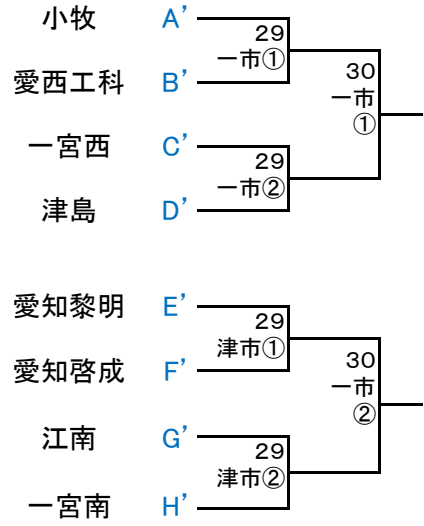 小牧 A’
29
一市①
愛西工科 B’
30
一市
①
一宮西 C’
29
一市②
津島 D’
愛知黎明 E’
29
津市①
愛知啓成 F’
30
一市
②
江南 G’
29
津市②
一宮南 H’